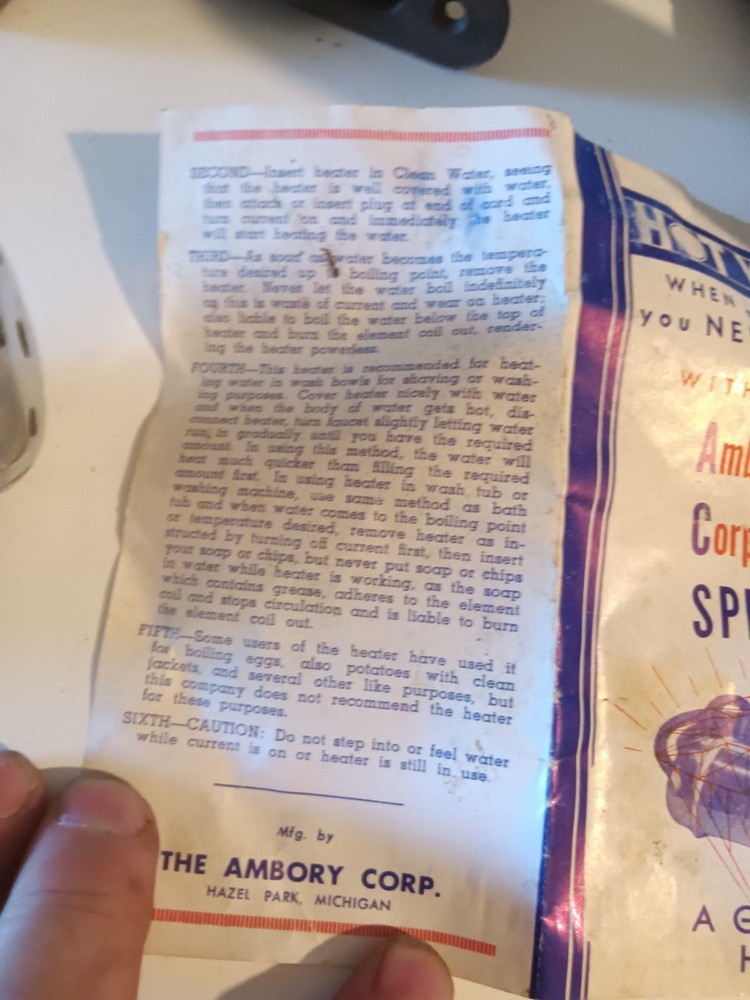 SECOND—Insert heater in Clean Water, seeing
that the heater is well covered with water,
then attach or insert plug at end of cord and
turn current on and immediately the heater
will start heating the water.
THIRD—As soon as water becomes the tempera-
ture desired up boiling point, remove the
heater. Never let the water boil indefinitely
as this is waste of current and wear on heater;
also liable to boil the water below the top of
heater and burn the element coil out, render-
ing the heater powerless.
FOURTH—This heater is recommended for heat-
ing water in wash bowls for shaving or wash-
ing purposes. Cover heater nicely with water
and when the body of water gets hot, dis-
connect heater, turn faucet slightly letting water
run in gradually until you have the required
amount. In using this method, the water will
heat much quicker than filling the required
amount first. In using heater in wash tub or
washing machine, use same method as bath
tub and when water comes to the boiling point
or temperature desired, remove heater as in-
structed by turning off current first, then insert
your soap or chips, but never put soap or chips
in water while heater is working, as the soap
which contains grease, adheres to the element
coil and stops circulation and is liable to burn
the element coil out.
FIFTH—Some users of the heater have used it
for boiling eggs, also potatoes with clean
jackets, and several other like purposes, but
this company does not recommend the heater
for these purposes.
SIXTH—CAUTION: Do not step into or feel water
while current is on or heater is still in use.
Mfg. by
THE AMBORY CORP.
HAZEL PARK, MICHIGAN
HOT
WHEN
you NE
WITH
Amb
Corp
SP
A G
H